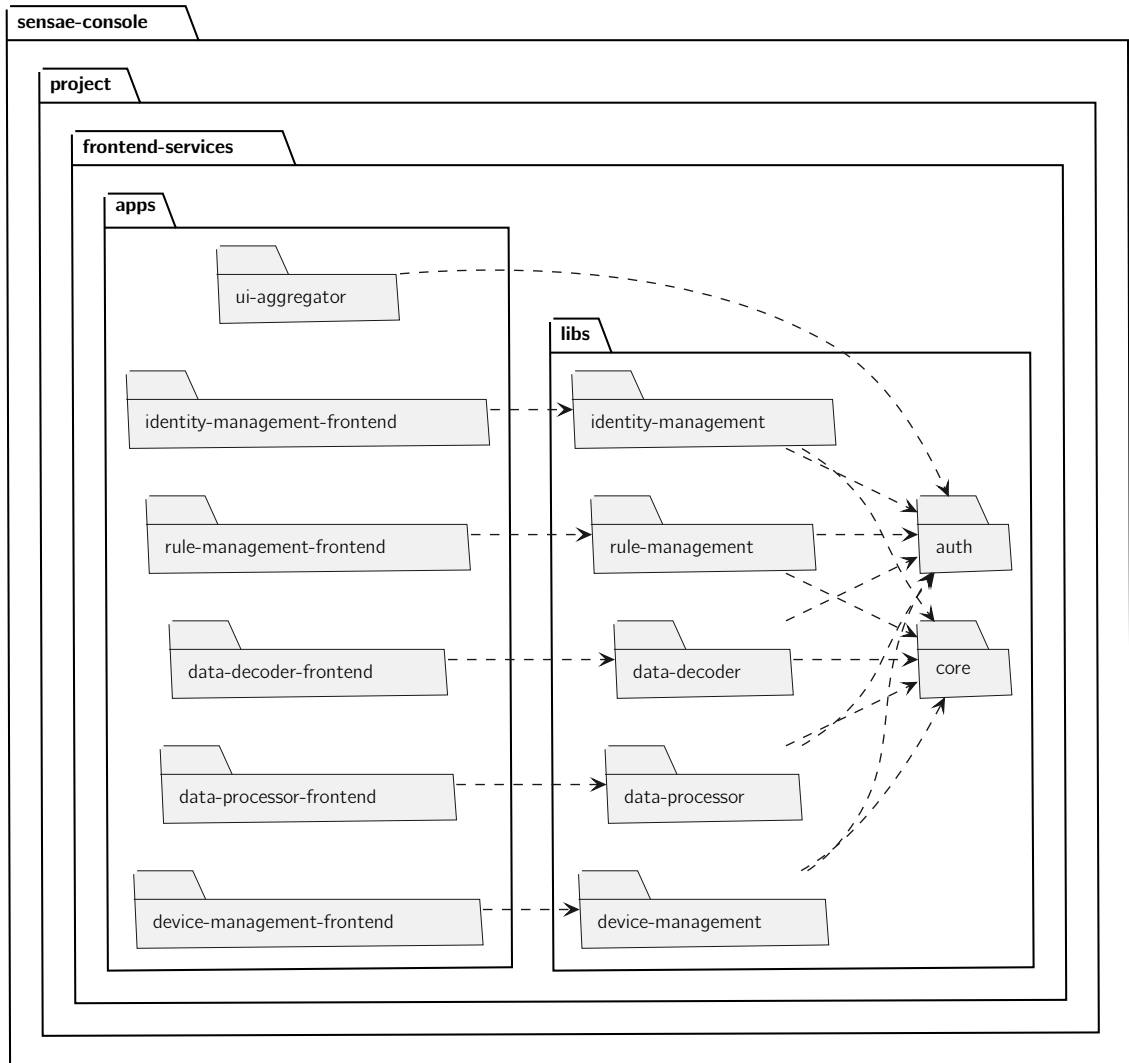 sensae-console
project
frontend-services
apps
ui-aggregator
libs
identity-management-frontend
identity-management
rule-management-frontend
rule-management
auth
data-decoder-frontend
data-decoder
core
data-processor-frontend
data-processor
device-management-frontend
device-management